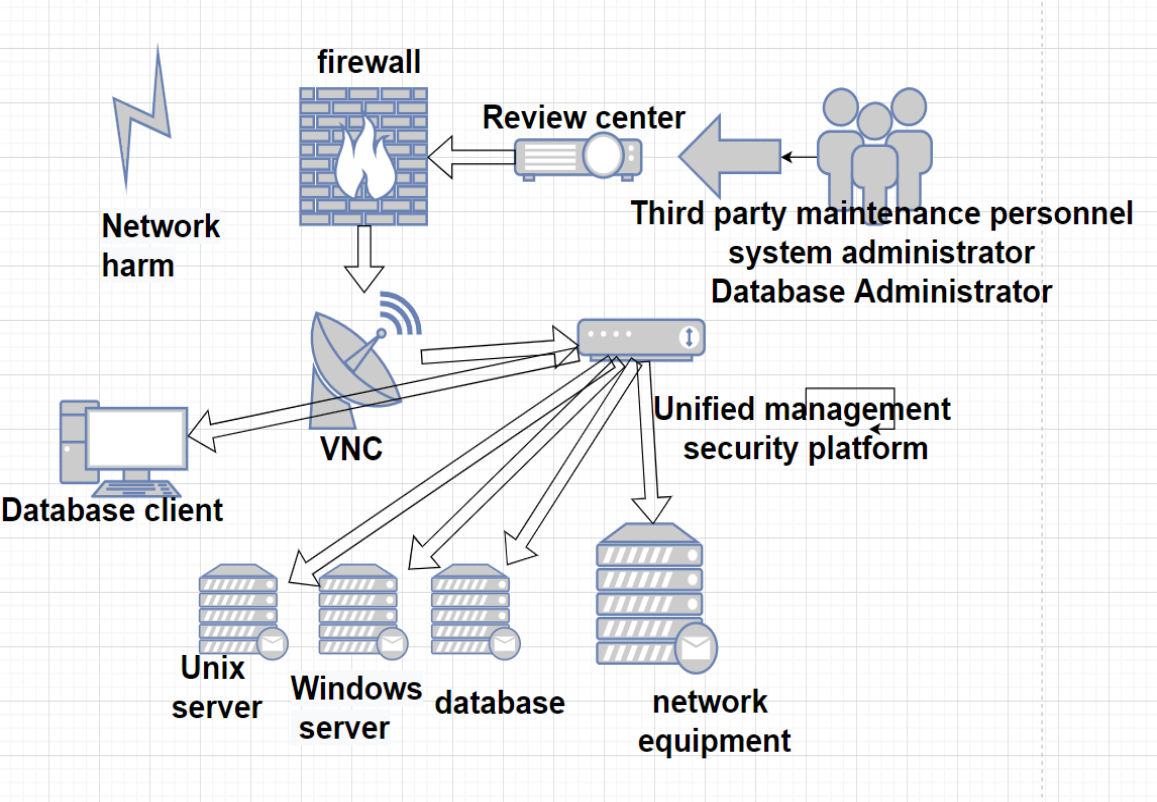 firewall
Review center
Network
harm
Third party maintenance personnel
system administrator
Database Administrator
VNC
Unified management
security platform
Database client
Unix
server
Windows
server
database
network
equipment